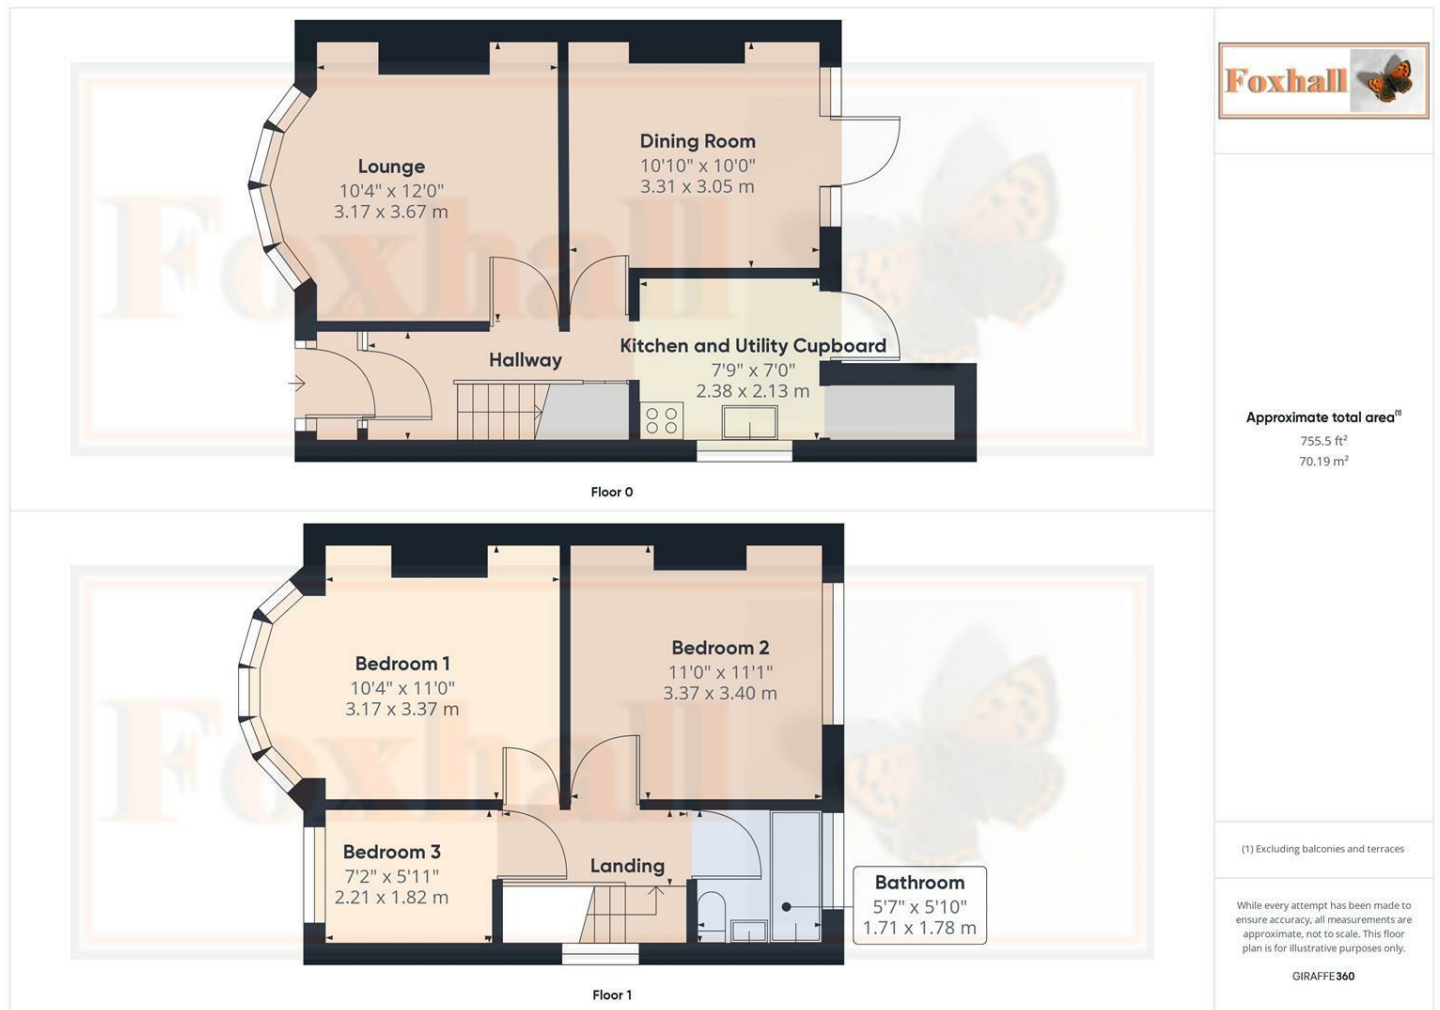 Lounge
10'4" x 12'0"
3.17 x 3.67 m
Dining Room
10'10" x 10'0"
3.31 x 3.05 m
Hallway
Kitchen and Utility Cupboard
7'9" x 7'0"
2.38 x 2.13 m
Foxhall
Floor 0
Bedroom 1
10'4" x 11'0"
3.17 x 3.37 m
Bedroom 2
11'0" x 11'1"
3.37 x 3.40 m
Bedroom 3
7'2" x 5'11"
2.21 x 1.82 m
Landing
Bathroom
5'7" x 5'10"
1.71 x 1.78 m
Foxhall
Floor 1
Foxhall
Approximate total area(1)
755.5 ft²
70.19 m²
(1) Excluding balconies and terraces
While every attempt has been made to
ensure accuracy, all measurements are
approximate, not to scale. This floor
plan is for illustrative purposes only.
GIRAFFE360